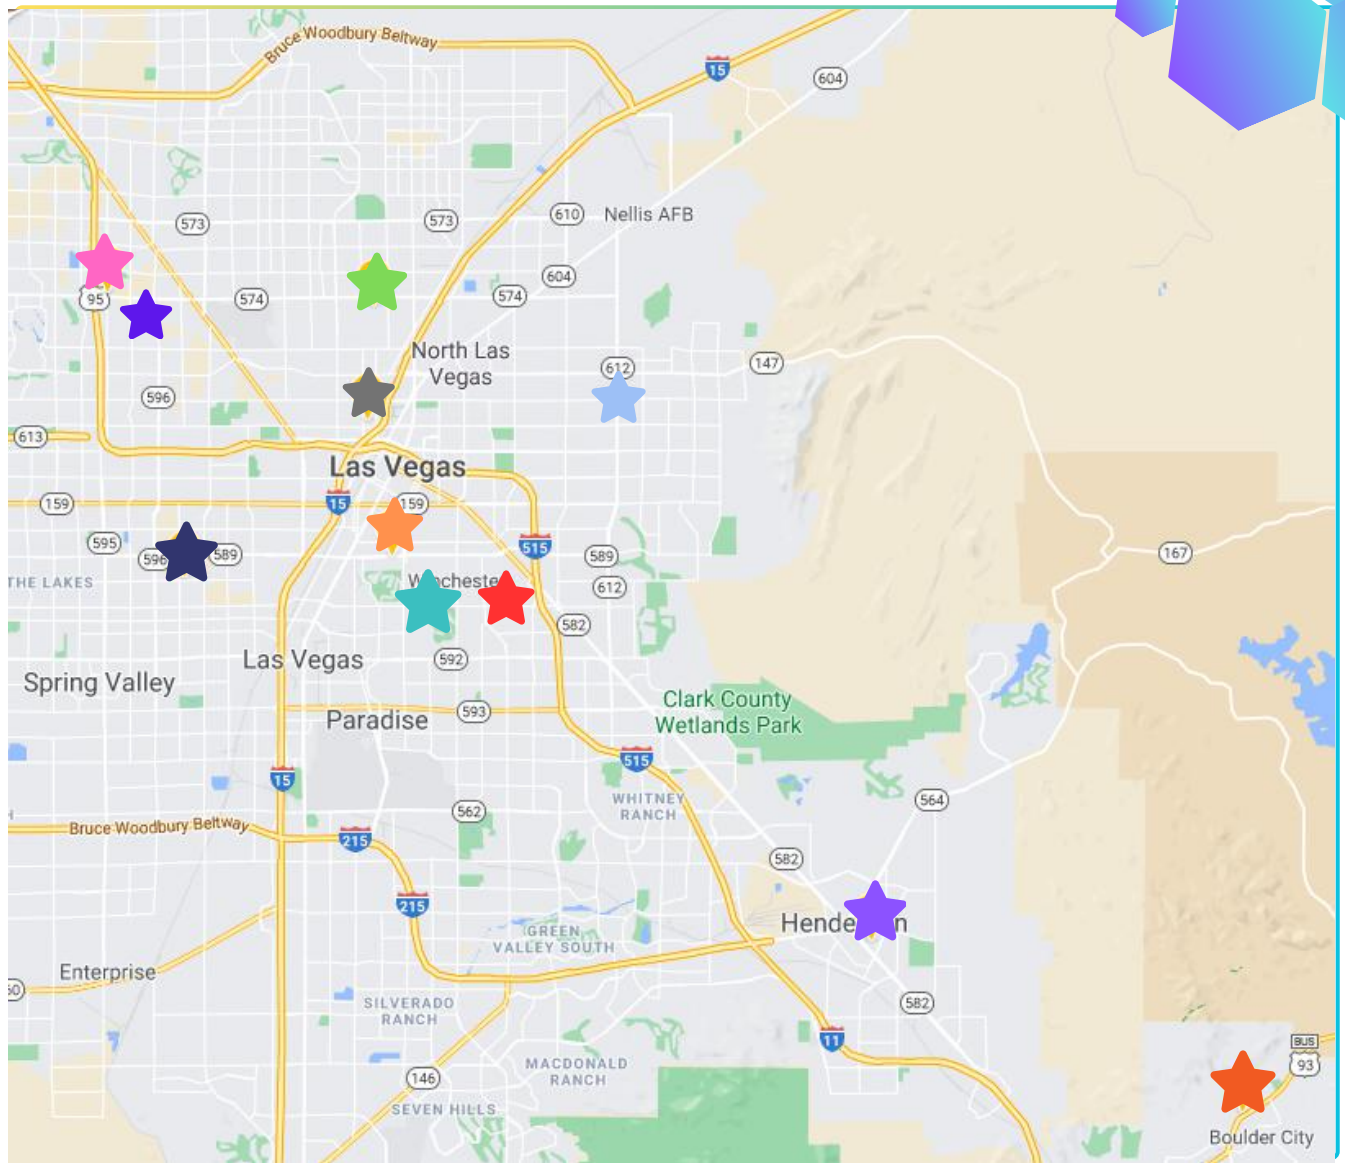 Bruce Woodbury Beltway
15
604
573
573
610
Nellis AFB
604
95
574
574
North Las
Vegas
147
612
596
613
Las Vegas
159
15
159
595
596
589
515
589
THE LAKES
Winchester
612
582
Las Vegas
592
Spring Valley
Clark County
Wetlands Park
593
Paradise
515
15
WHITNEY
RANCH
564
562
Bruce Woodbury Beltway
215
582
215
Henderson
GREEN
VALLEY SOUTH
Enterprise
SILVERADO
RANCH
582
11
BUS
93
MACDONALD
RANCH
146
SEVEN HILLS
Boulder City